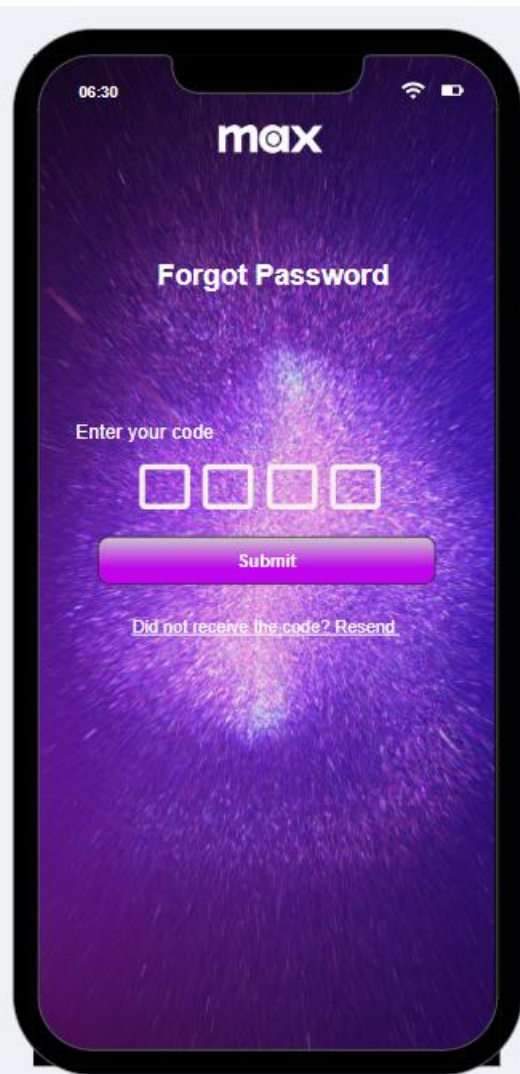 06:30
max
Forgot Password
Enter your code
Submit
Did not receive the code? Resend